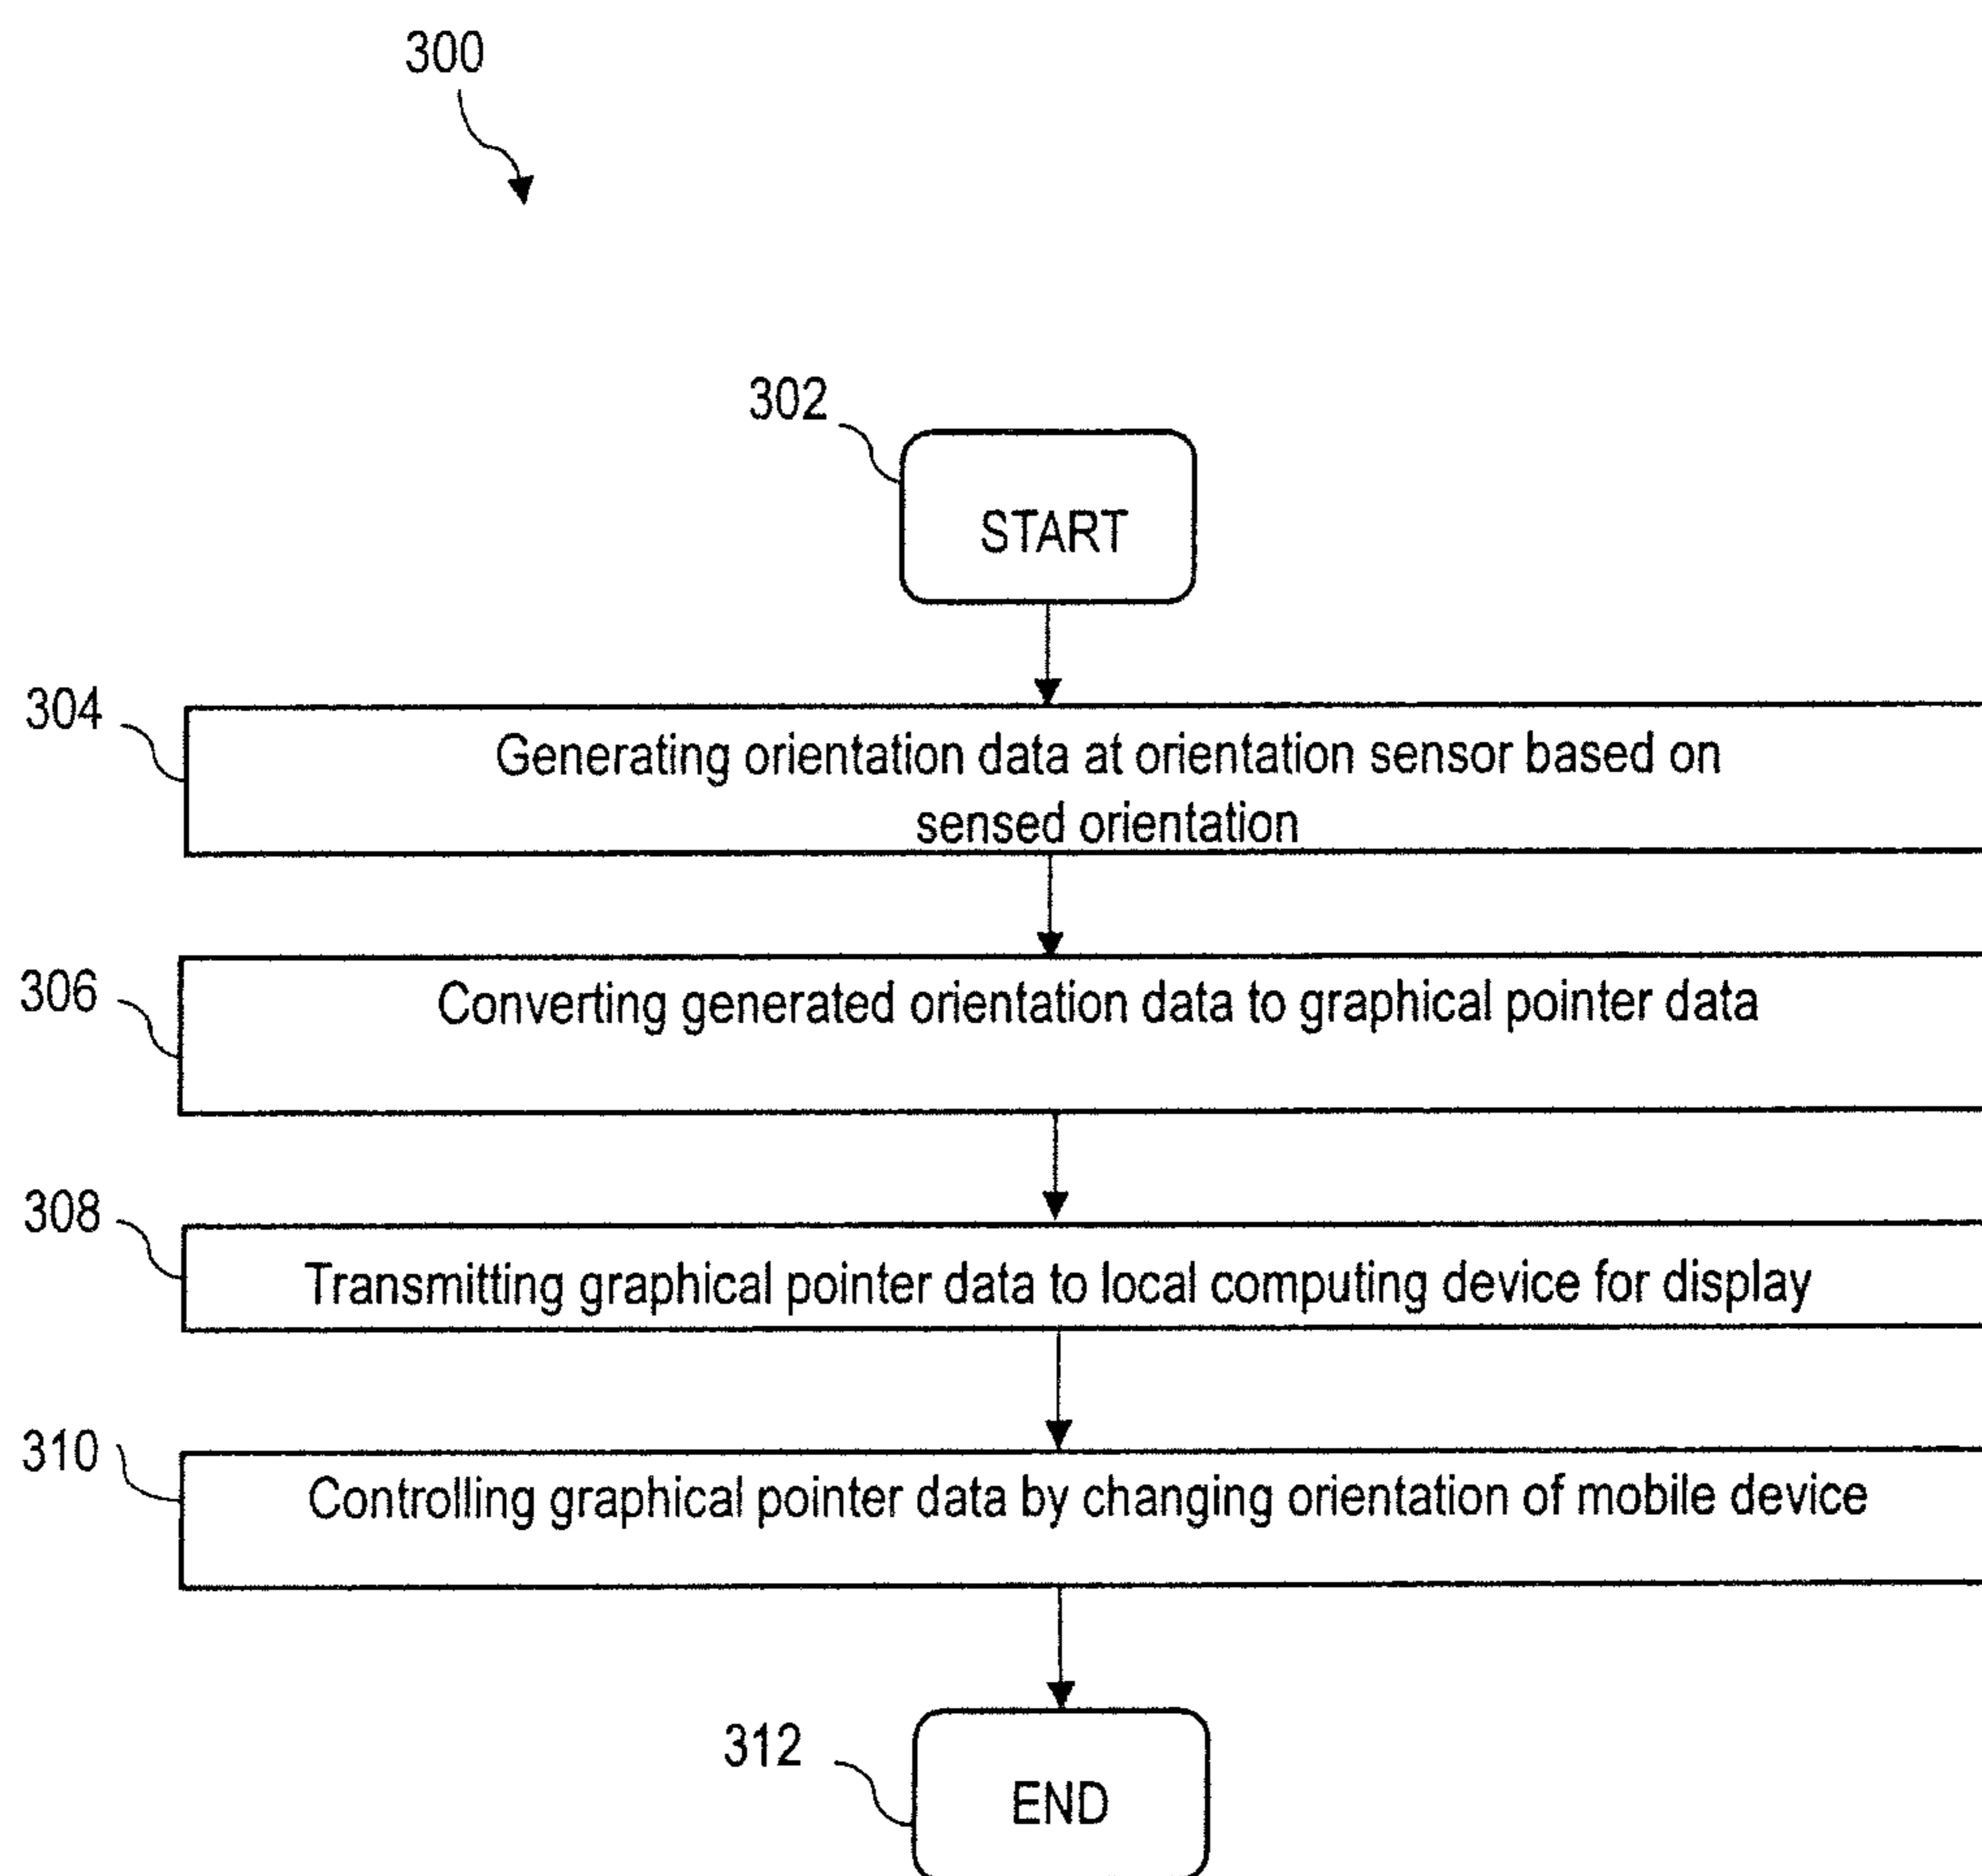 300
302
START
304
Generating orientation data at orientation sensor based on
sensed orientation
306
Converting generated orientation data to graphical pointer data
308
Transmitting graphical pointer data to local computing device for display
310
Controlling graphical pointer data by changing orientation of mobile device
312
END